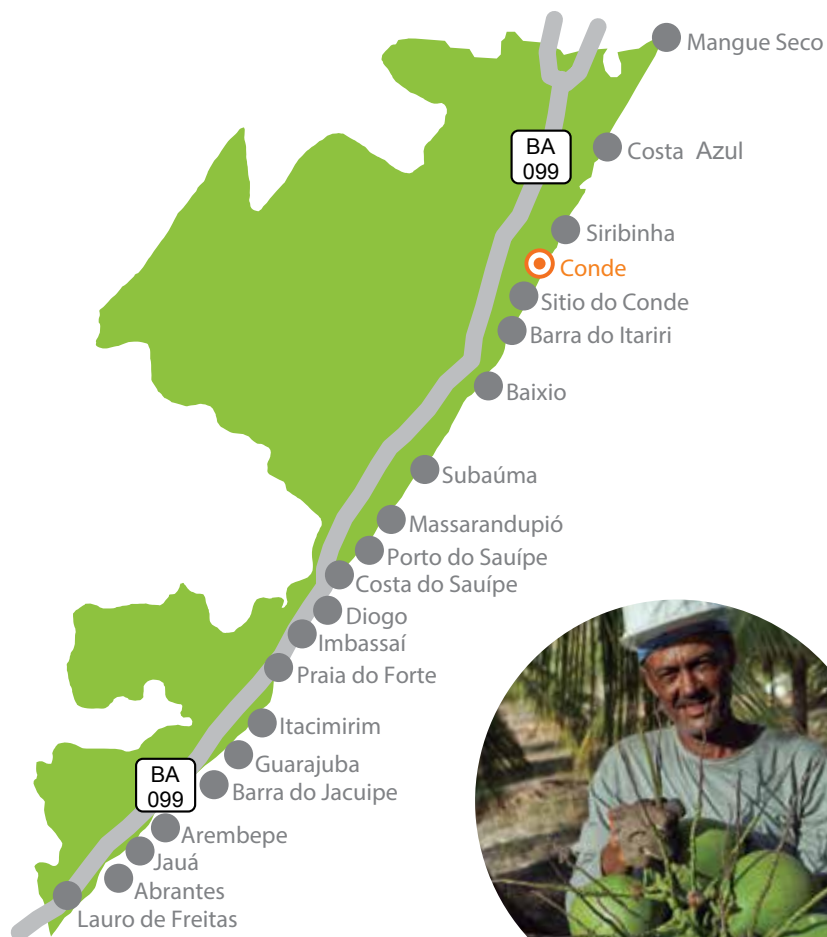 Mangue Seco
BA
099
Costa Azul
Siribinha
Conde
Sitio do Conde
Barra do Itariri
Baixio
Subaúma
Massarandupió
Porto do Sauípe
Costa do Sauípe
Diogo
Imbassaí
Praia do Forte
Itacimirim
Guarajuba
BA
099
Barra do Jacuipe
Arembepe
Jauá
Abrantes
Lauro de Freitas